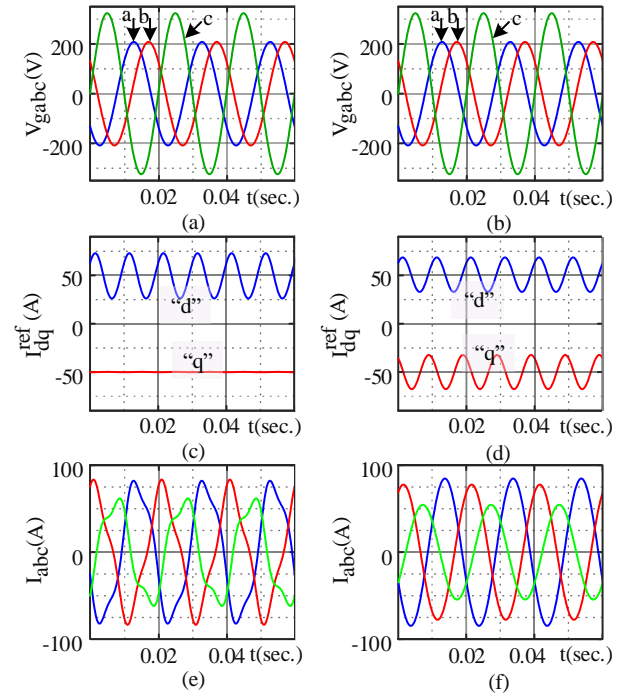 a b c
200
0
-200
V_gabc(V)
0.02 0.04 t(sec.)
(a)
a b c
200
0
-200
V_gabc(V)
0.02 0.04 t(sec.)
(b)
50
0
-50
I_dq^ref (A)
“d”
“q”
0.02 0.04 t(sec.)
(c)
50
0
-50
I_dq^ref (A)
“d”
“q”
0.02 0.04 t(sec.)
(d)
100
0
-100
I_abc(A)
0.02 0.04 t(sec.)
(e)
100
0
-100
I_abc(A)
0.02 0.04 t(sec.)
(f)